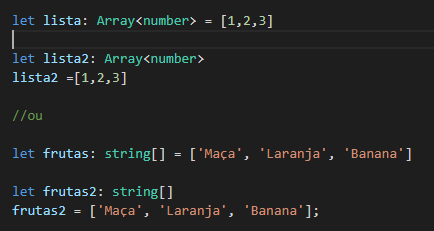 let lista: Array<number> = [1,2,3]
let lista2: Array<number>
lista2 =[1,2,3]
//ou
let frutas: string[] = ['Maça', 'Laranja', 'Banana']
let frutas2: string[]
frutas2 = ['Maça', 'Laranja', 'Banana'];